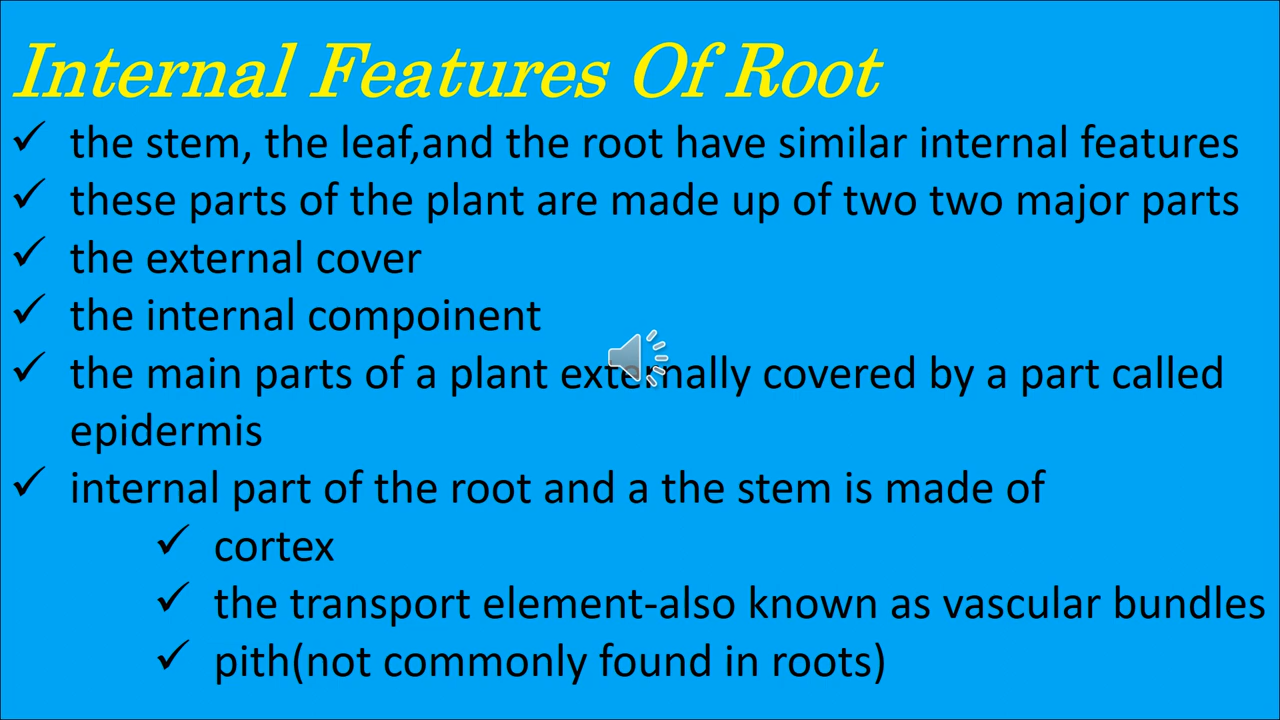 Internal Features Of Root
✓ the stem, the leaf,and the root have similar internal features
✓ these parts of the plant are made up of two two major parts
✓ the external cover
✓ the internal compoinent
✓ the main parts of a plant externally covered by a part called
epidermis
✓ internal part of the root and a the stem is made of
✓ cortex
✓ the transport element-also known as vascular bundles
✓ pith(not commonly found in roots)